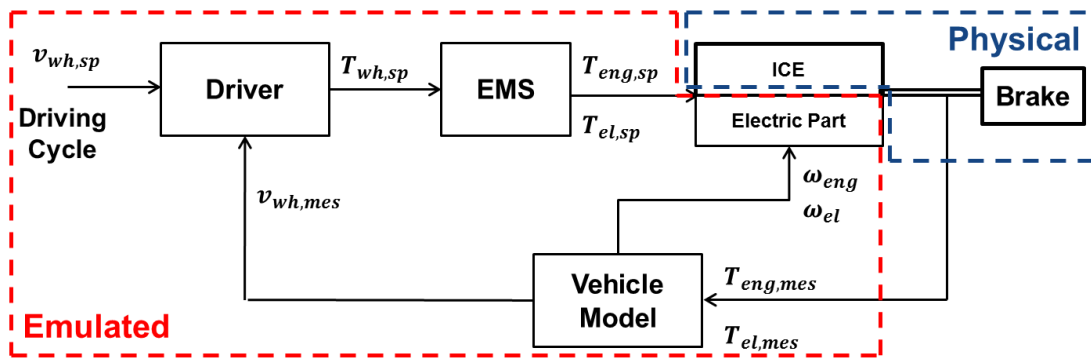 v_{wh,sp}
Driving
Cycle
Driver
T_{wh,sp}
EMS
T_{eng,sp}
T_{el,sp}
ICE
Electric Part
Physical
Brake
v_{wh,mes}
ω_{eng}
ω_{el}
Vehicle
Model
T_{eng,mes}
T_{el,mes}
Emulated